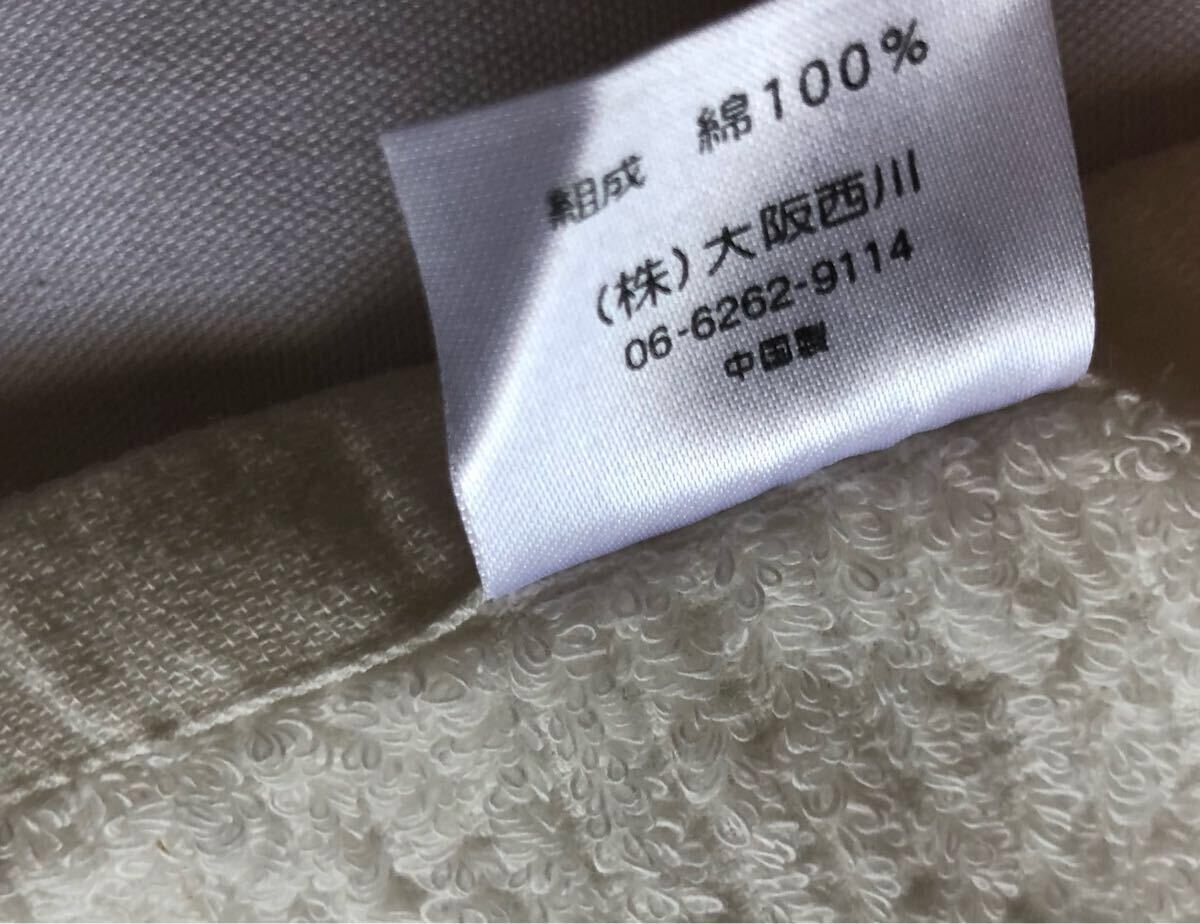 組成 綿100%
(株)大阪西川
06-6262-9114
中国製